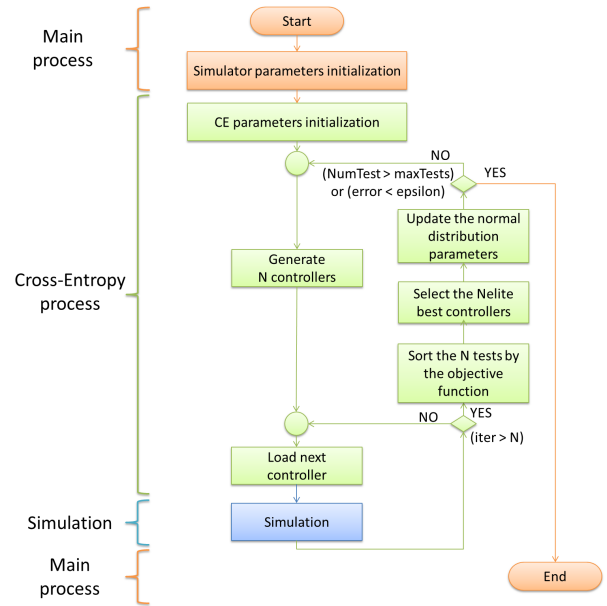 Main
process
Start
Simulator parameters initialization
CE parameters initialization
NO
YES
(NumTest > maxTests)
or (error < epsilon)
Update the normal
distribution
parameters
Generate
N controllers
Cross-Entropy
process
Select the Nelite
best controllers
Sort the N tests by
the objective
function
NO
YES
(iter > N)
Load next
controller
Simulation
Simulation
Main
process
End